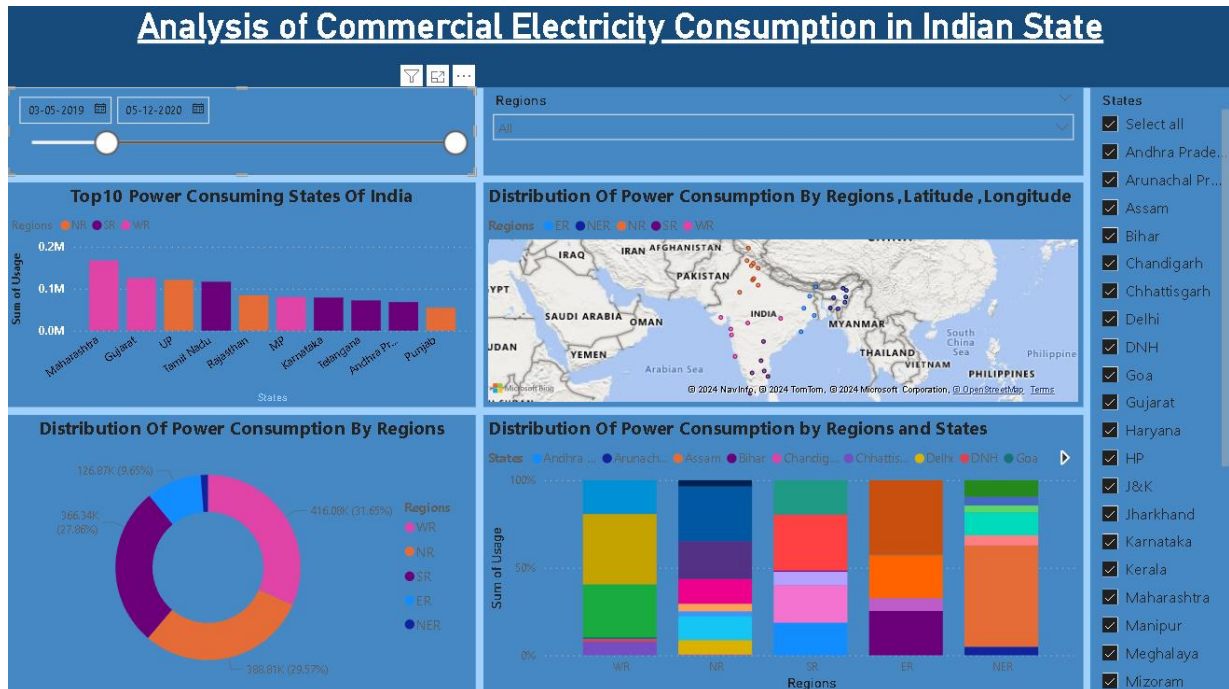 Analysis of Commercial Electricity Consumption in Indian State
03-05-2019
05-12-2020
Regions
All
States
Select all
Andhra Prade...
Arunachal Pr...
Assam
Bihar
Chandigarh
Chhattisgarh
Delhi
DNH
Goa
Gujarat
Haryana
HP
J&K
Jharkhand
Karnataka
Kerala
Maharashtra
Manipur
Meghalaya
Mizoram
Top10 Power Consuming States Of India
Regions NR SR WR
Sum of Usage
0.2M
0.1M
0.0M
Maharashtra
Gujarat
UP
Tamil Nadu
Rajasthan
MP
Karnataka
Telangana
Andhra Pr...
Punjab
States
Distribution Of Power Consumption By Regions ,Latitude ,Longitude
Regions ER NER NR SR WR
IRAQ
IRAN
AFGHANISTAN
PAKISTAN
YPT
SAUDI ARABIA
OMAN
INDIA
MYANMAR
UDAN
YEMEN
THAILAND
VIETNAM
South
China
Sea
Philippine
PHILIPPINES
Arabian Sea
Microsoft Bing
© 2024 NavInfo, © 2024 TomTom, © 2024 Microsoft Corporation, © OpenStreetMap Terms
Distribution Of Power Consumption By Regions
126.87K (9.65%)
366.34K
(27.86%)
416.08K (31.65%)
388.81K (29.57%)
Regions
WR
NR
SR
ER
NER
Distribution Of Power Consumption by Regions and States
States Andhra ... Arunach... Assam Bihar Chandig... Chhattis... Delhi DNH Goa
Sum of Usage
100%
50%
0%
WR
NR
SR
ER
NER
Regions